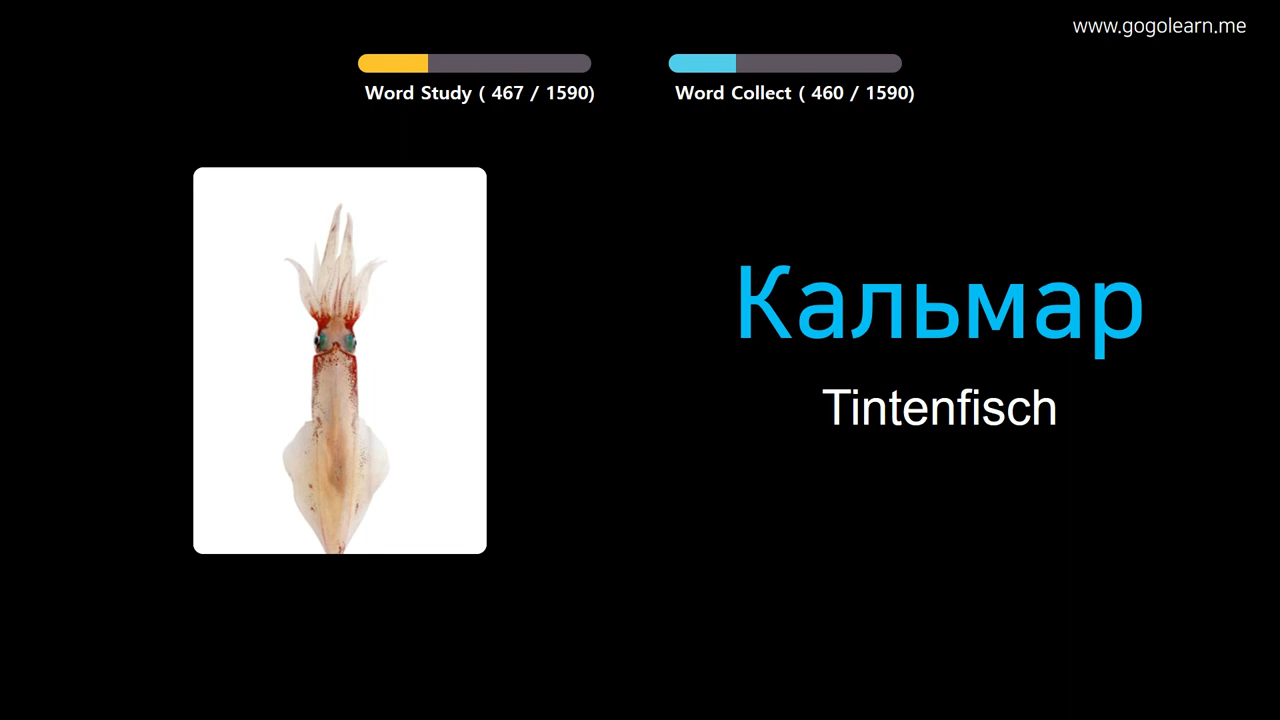 www.gogolearn.me
Word Study ( 467 / 1590)
Word Collect ( 460 / 1590)
Кальмар
Tintenfisch